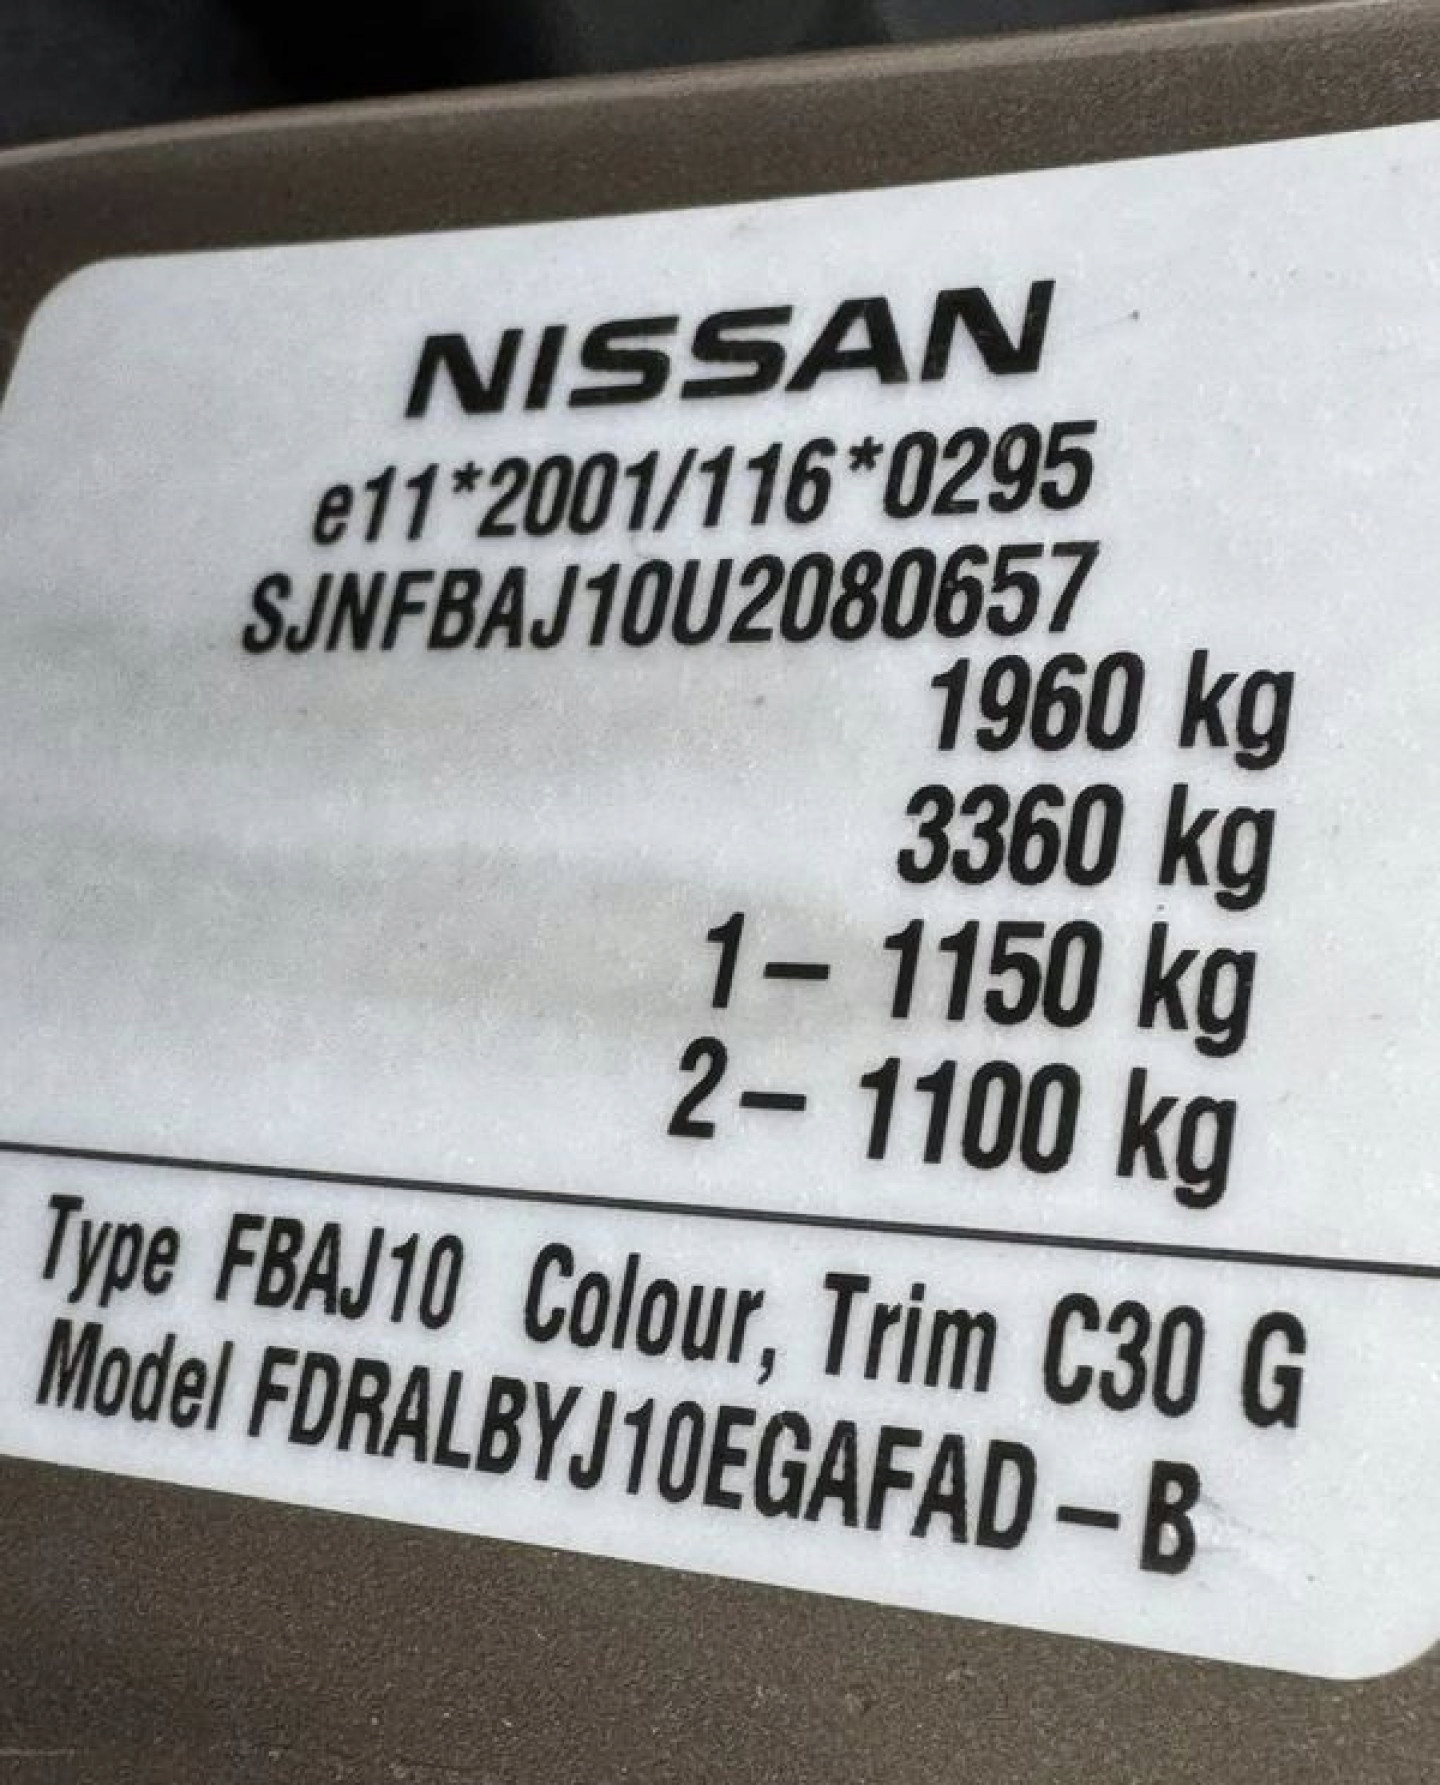 NISSAN
e11*2001/116*0295
SJNFBAJ10U2080657
1960 kg
3360 kg
1– 1150 kg
2– 1100 kg
Type FBAJ10 Colour, Trim C30 G
Model FDRALBYJ10EGAFAD – B